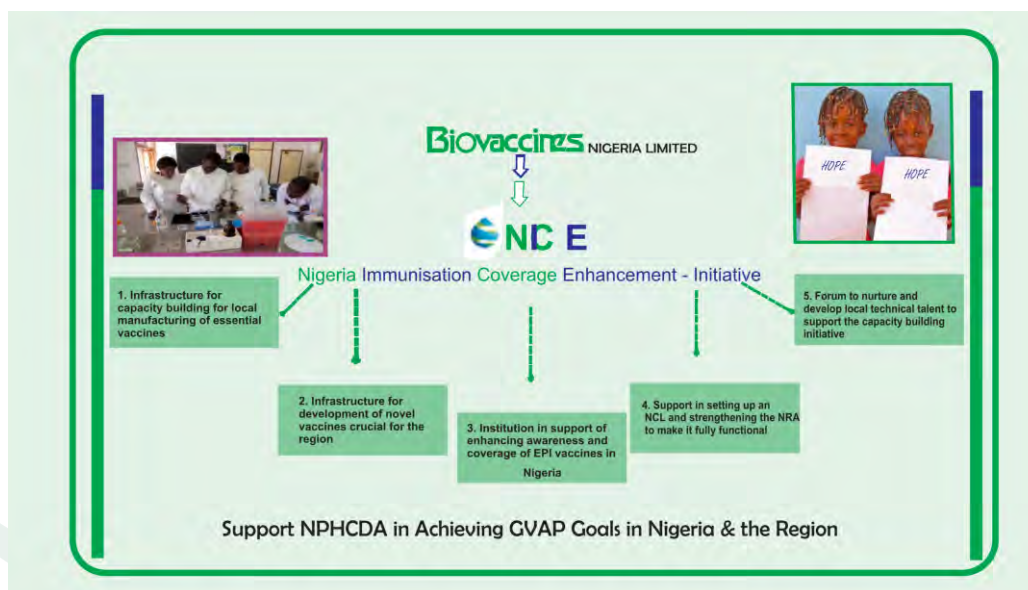 Biovaccines NIGERIA LIMITED
HOPE
HOPE
NIC E
Nigeria Immunisation Coverage Enhancement - Initiative
1. Infrastructure for
capacity building for local
manufacturing of essential
vaccines
2. Infrastructure for
development of novel
vaccines crucial for the
region
3. Institution in support of
enhancing awareness and
coverage of EPI vaccines in
Nigeria
4. Support in setting up an
NCL and strengthening the NRA
to make it fully functional
5. Forum to nurture and
develop local technical talent to
support the capacity building
initiative
Support NPHCDA in Achieving GVAP Goals in Nigeria & the Region